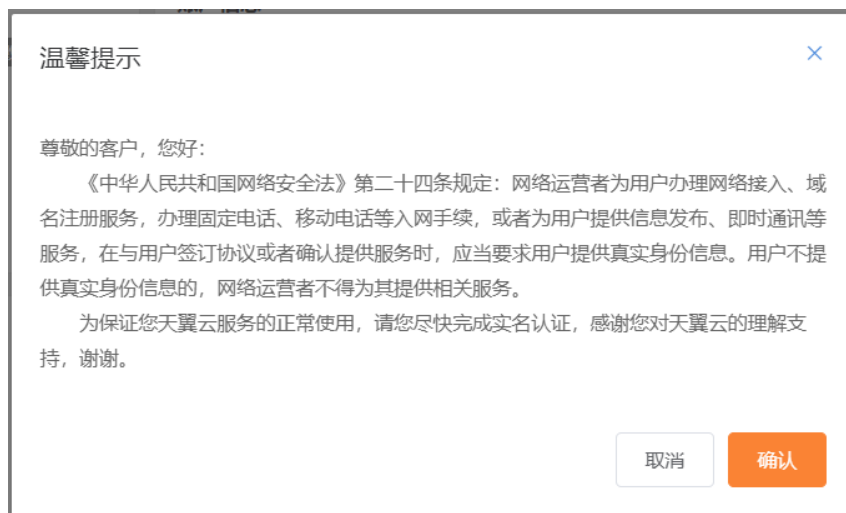 温馨提示
尊敬的客户，您好：
《中华人民共和国网络安全法》第二十四条规定：网络运营者为用户办理网络接入、域
名注册服务，办理固定电话、移动电话等入网手续，或者为用户提供信息发布、即时通讯等
服务，在与用户签订协议或者确认提供服务时，应当要求用户提供真实身份信息。用户不提
供真实身份信息的，网络运营者不得为其提供相关服务。
为保证您天翼云服务的正常使用，请您尽快完成实名认证，感谢您对天翼云的理解支
持，谢谢。
取消
确认